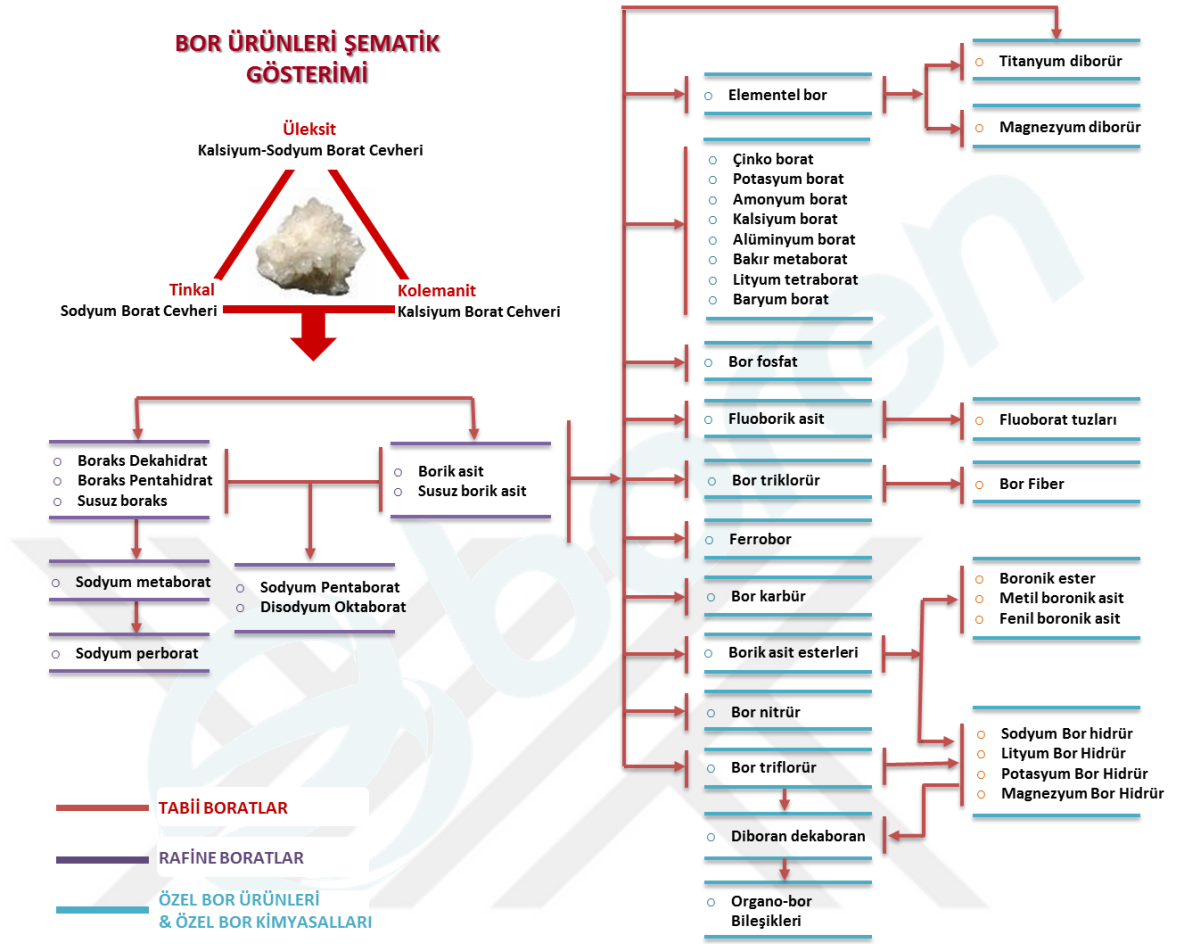 BOR ÜRÜNLERİ ŞEMATİK
GÖSTERİMİ
Üleksit
Kalsiyum-Sodyum Borat Cevheri
Tinkal
Sodyum Borat Cevheri
Kolemanit
Kalsiyum Borat Cehveri
Boraks Dekahidrat
Boraks Pentahidrat
Susuz boraks
Borik asit
Susuz borik asit
Sodyum metaborat
Sodyum Pentaborat
Disodyum Oktaborat
Sodyum perborat
Elementel bor
Titanyum diborür
Magnezyum diborür
Çinko borat
Potasyum borat
Amonyum borat
Kalsiyum borat
Alüminyum borat
Bakır metaborat
Lityum tetraborat
Baryum borat
Bor fosfat
Fluoborik asit
Fluoborat tuzları
Bor triklorür
Bor Fiber
Ferrobor
Bor karbür
Boronik ester
Metil boronik asit
Fenil boronik asit
Borik asit esterleri
Bor nitrür
Bor triflorür
Sodyum Bor hidrür
Lityum Bor Hidrür
Potasyum Bor Hidrür
Magnezyum Bor Hidrür
Diboran dekaboran
Organo-bor
Bileşikleri
TABİİ BORATLAR
RAFİNE BORATLAR
ÖZEL BOR ÜRÜNLERİ
& ÖZEL BOR KİMYASALLARI
boren